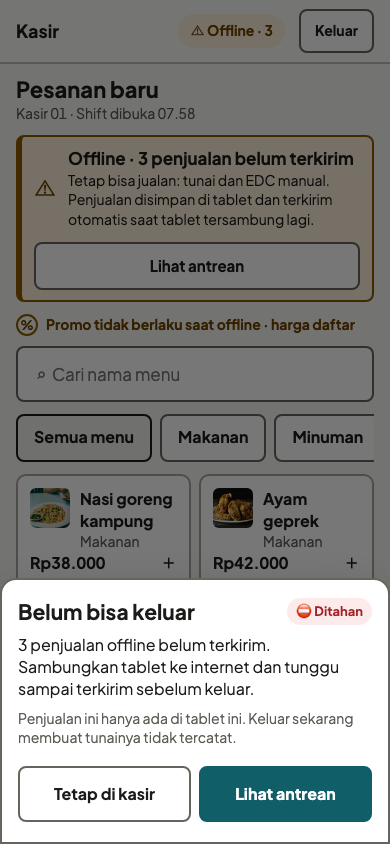 Kasir
⚠ Offline · 3
Keluar
Pesanan baru
Kasir 01 · Shift dibuka 07.58
Offline · 3 penjualan belum terkirim
Tetap bisa jualan: tunai dan EDC manual.
Penjualan disimpan di tablet dan terkirim
otomatis saat tablet tersambung lagi.
Lihat antrean
% Promo tidak berlaku saat offline · harga daftar
Cari nama menu
Semua menu
Makanan
Minuman
Nasi goreng
kampung
Makanan
Rp38.000 +
Ayam
geprek
Makanan
Rp42.000 +
Belum bisa keluar
⛔ Ditahan
3 penjualan offline belum terkirim.
Sambungkan tablet ke internet dan tunggu
sampai terkirim sebelum keluar.
Penjualan ini hanya ada di tablet ini. Keluar sekarang
membuat tunainya tidak tercatat.
Tetap di kasir
Lihat antrean